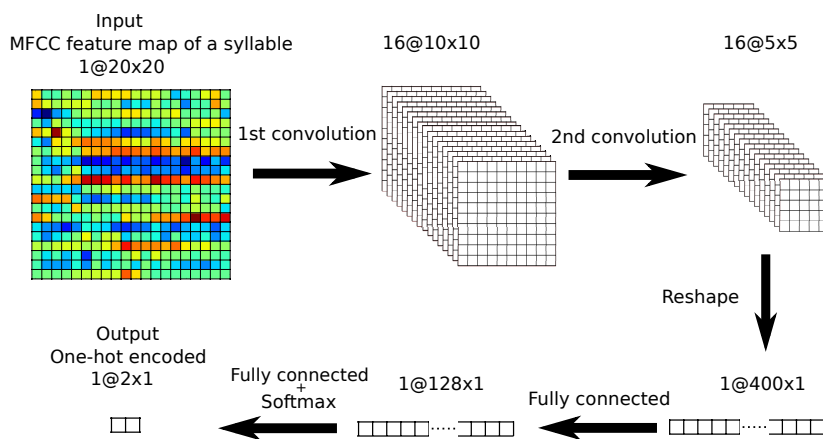 Input
MFCC feature map of a syllable
1@20x20
1st convolution
16@10x10
2nd convolution
16@5x5
Reshape
1@400x1
Fully connected
1@128x1
Fully connected
+
Softmax
Output
One-hot encoded
1@2x1